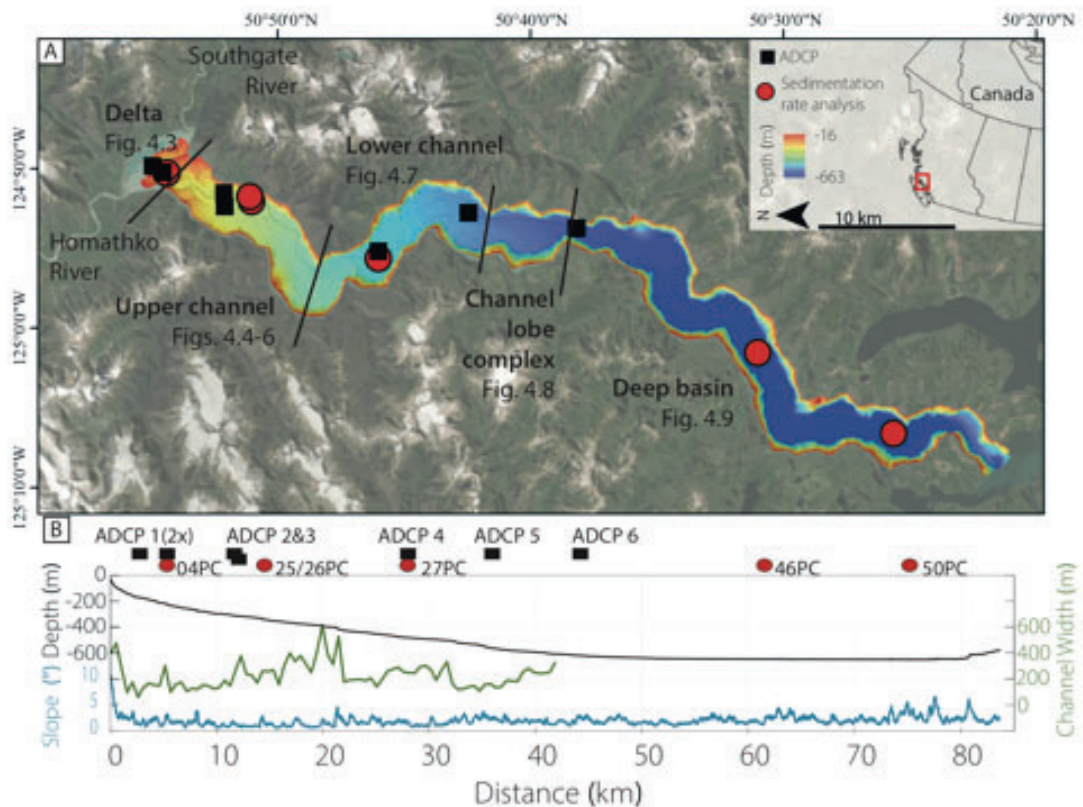 50°50'0"W 50°40'0"W 50°30'0"W 50°20'0"W
A
Southgate
River
Delta
Fig. 4.3
Lower channel
Fig. 4.7
Homathko
River
Upper channel
Figs. 4.4-6
Channel
lobe
complex
Fig. 4.8
Deep basin
Fig. 4.9
ADCP
Sedimentation
rate analysis
Depth (m)
-16
-663
N
10 km
Canada
124°50'0"W
125°0'0"W
125°10'0"W
B
ADCP 1(2x) ADCP 2&3 ADCP 4 ADCP 5 ADCP 6
04PC 25/26PC 27PC 46PC 50PC
Depth (m)
0
-200
-400
-600
Slope (°)
10
5
0
Channel Width (m)
600
400
200
0
0 10 20 30 40 50 60 70 80
Distance (km)